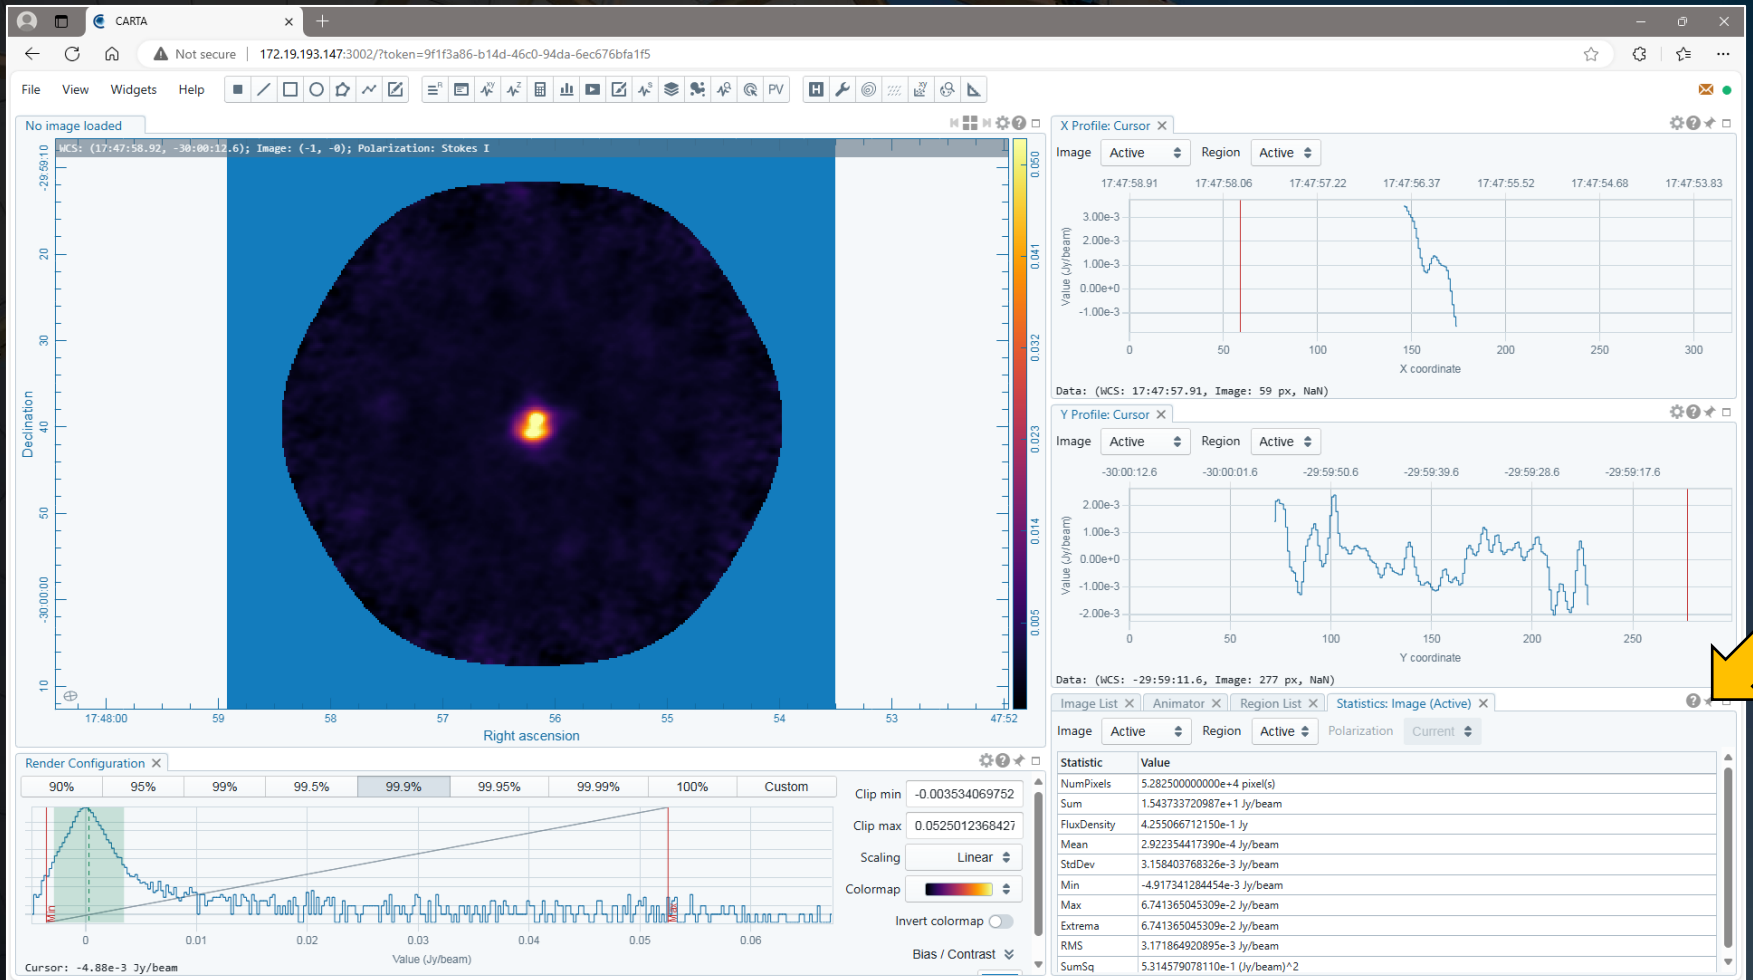 CARTA
Not secure 172.19.193.147:3002/?token=9f1f3a86-b14d-46c0-94da-6ec676bfa1f5
File View Widgets Help
R XY Z S PV H XY
No image loaded
WCS: (17:47:58.92, -30:00:12.6); Image: (-1, -0); Polarization: Stokes I
-29:59:10
20
30
40
50
-30:00:00
10
Declination
17:48:00 59 58 57 56 55 54 53 47:52
Right ascension
0.050
0.041
0.032
0.023
0.014
0.005
Render Configuration
90% 95% 99% 99.5% 99.9% 99.95% 99.99% 100% Custom
Min Max
0 0.01 0.02 0.03 0.04 0.05 0.06
Value (Jy/beam)
Cursor: -4.88e-3 Jy/beam
Clip min -0.003534069752
Clip max 0.0525012368427
Scaling Linear
Colormap
Invert colormap
Bias / Contrast
X Profile: Cursor
Image Active Region Active
17:47:58.91 17:47:58.06 17:47:57.22 17:47:56.37 17:47:55.52 17:47:54.68 17:47:53.83
3.00e-3
2.00e-3
1.00e-3
0.00e+0
-1.00e-3
Value (Jy/beam)
0 50 100 150 200 250 300
X coordinate
Data: (WCS: 17:47:57.91, Image: 59 px, NaN)
Y Profile: Cursor
Image Active Region Active
-30:00:12.6 -30:00:01.6 -29:59:50.6 -29:59:39.6 -29:59:28.6 -29:59:17.6
2.00e-3
1.00e-3
0.00e+0
-1.00e-3
-2.00e-3
Value (Jy/beam)
0 50 100 150 200 250
Y coordinate
Data: (WCS: -29:59:11.6, Image: 277 px, NaN)
Image List Animator Region List Statistics: Image (Active)
Image Active Region Active Polarization Current
Statistic Value
NumPixels 5.282500000000e+4 pixel(s)
Sum 1.543733720987e+1 Jy/beam
FluxDensity 4.255066712150e-1 Jy
Mean 2.922354417390e-4 Jy/beam
StdDev 3.158403768326e-3 Jy/beam
Min -4.917341284454e-3 Jy/beam
Max 6.741365045309e-2 Jy/beam
Extrema 6.741365045309e-2 Jy/beam
RMS 3.171864920895e-3 Jy/beam
SumSq 5.314579078110e-1 (Jy/beam)^2